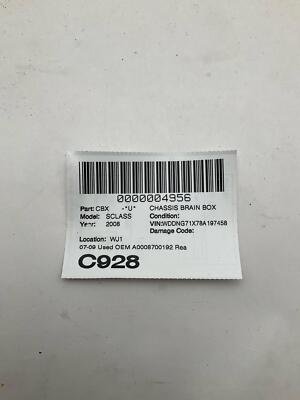 0000004956
Part: CBX -*U* CHASSIS BRAIN BOX
Model: SCLASS Condition:
Year: 2008 VIN:WDDNG71X78A197458
Damage Code:
Location: WJ1
07-09 Used OEM A0008700192 Rea
C928